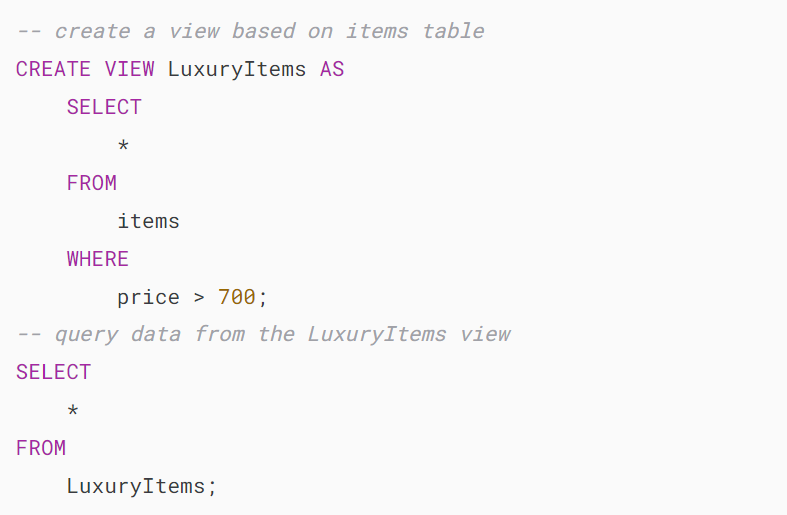 -- create a view based on items table
CREATE VIEW LuxuryItems AS
    SELECT
        *
    FROM
        items
    WHERE
        price > 700;
-- query data from the LuxuryItems view
SELECT
    *
FROM
    LuxuryItems;